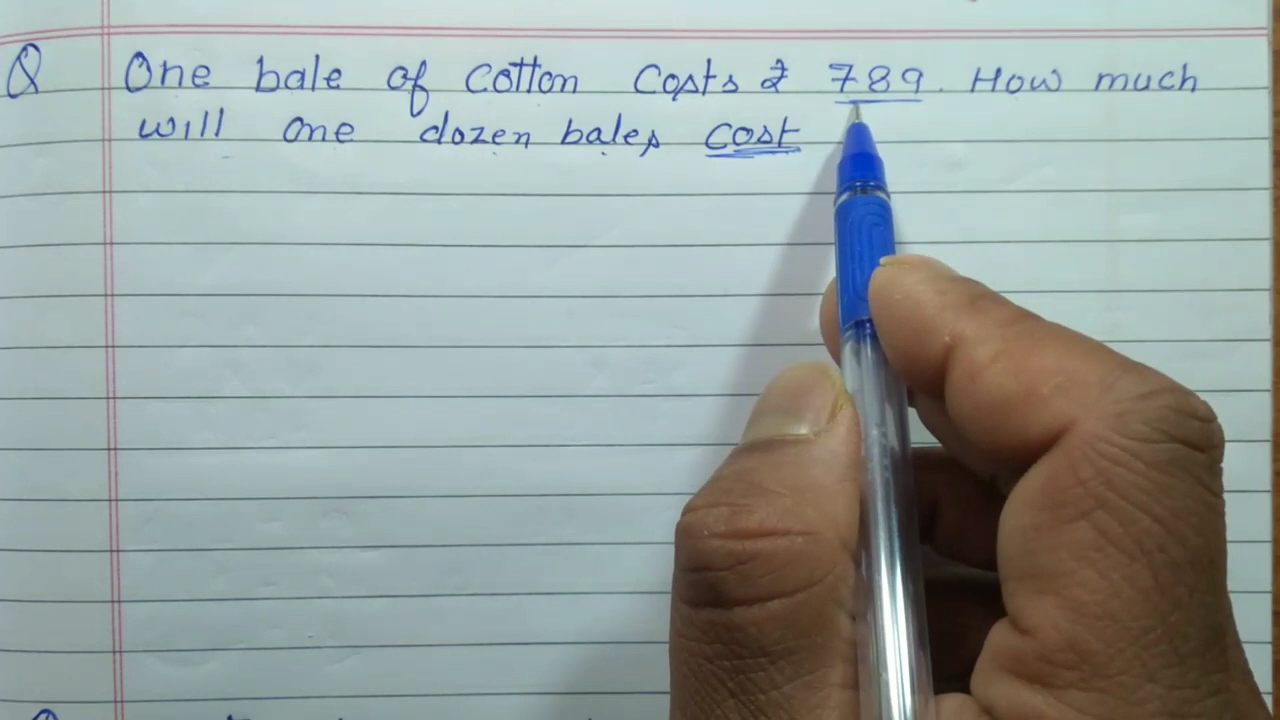 Q One bale of cotton costs ₹ 789. How much
will one dozen bales cost